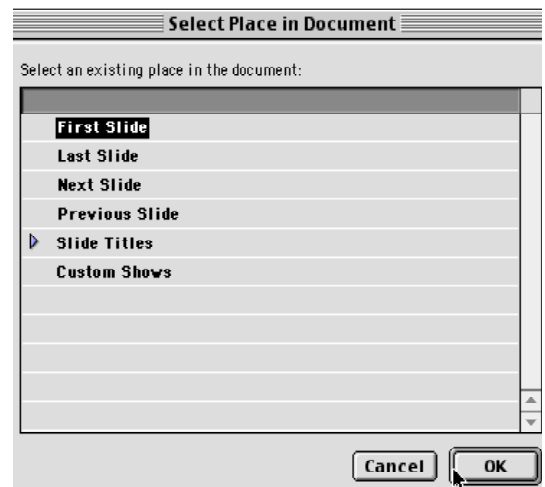 Select Place in Document
Select an existing place in the document:
First Slide
Last Slide
Next Slide
Previous Slide
Slide Titles
Custom Shows
Cancel OK